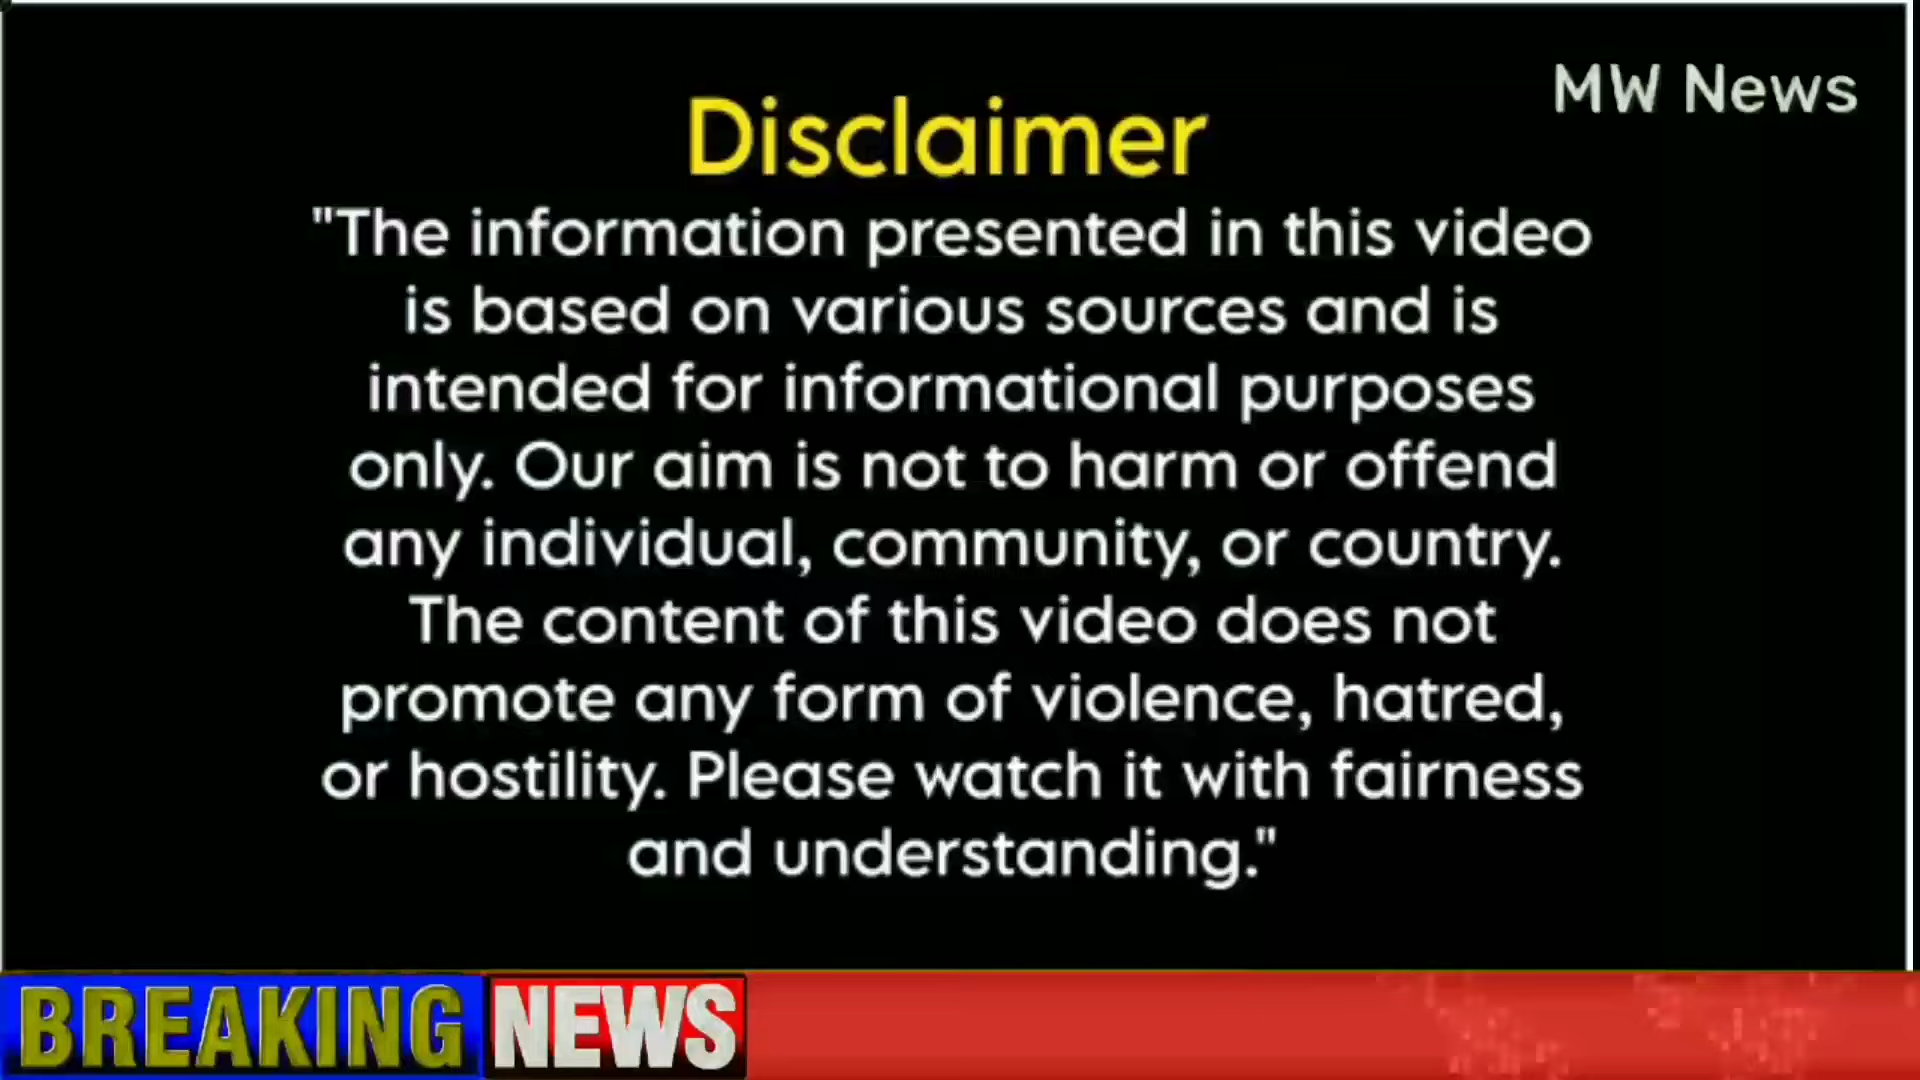 MW News
Disclaimer
"The information presented in this video
is based on various sources and is
intended for informational purposes
only. Our aim is not to harm or offend
any individual, community, or country.
The content of this video does not
promote any form of violence, hatred,
or hostility. Please watch it with fairness
and understanding."
BREAKING NEWS